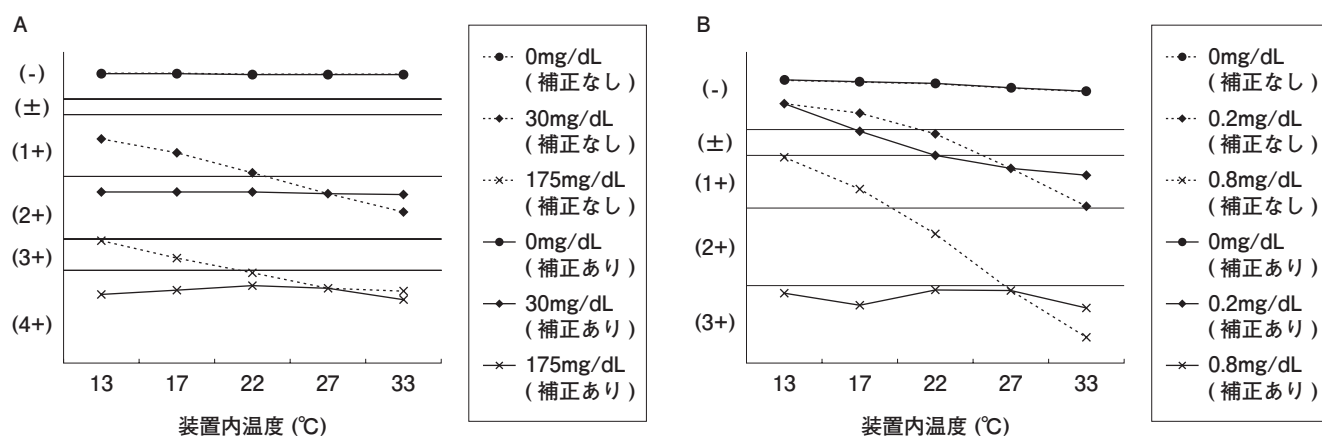 A
(-)
(±)
(1+)
(2+)
(3+)
(4+)
13 17 22 27 33
装置内温度 (℃)
0mg/dL
( 補正なし )
30mg/dL
( 補正なし )
175mg/dL
( 補正なし )
0mg/dL
( 補正あり )
30mg/dL
( 補正あり )
175mg/dL
( 補正あり )
B
(-)
(±)
(1+)
(2+)
(3+)
13 17 22 27 33
装置内温度 (℃)
0mg/dL
( 補正なし )
0.2mg/dL
( 補正なし )
0.8mg/dL
( 補正なし )
0mg/dL
( 補正あり )
0.2mg/dL
( 補正あり )
0.8mg/dL
( 補正あり )